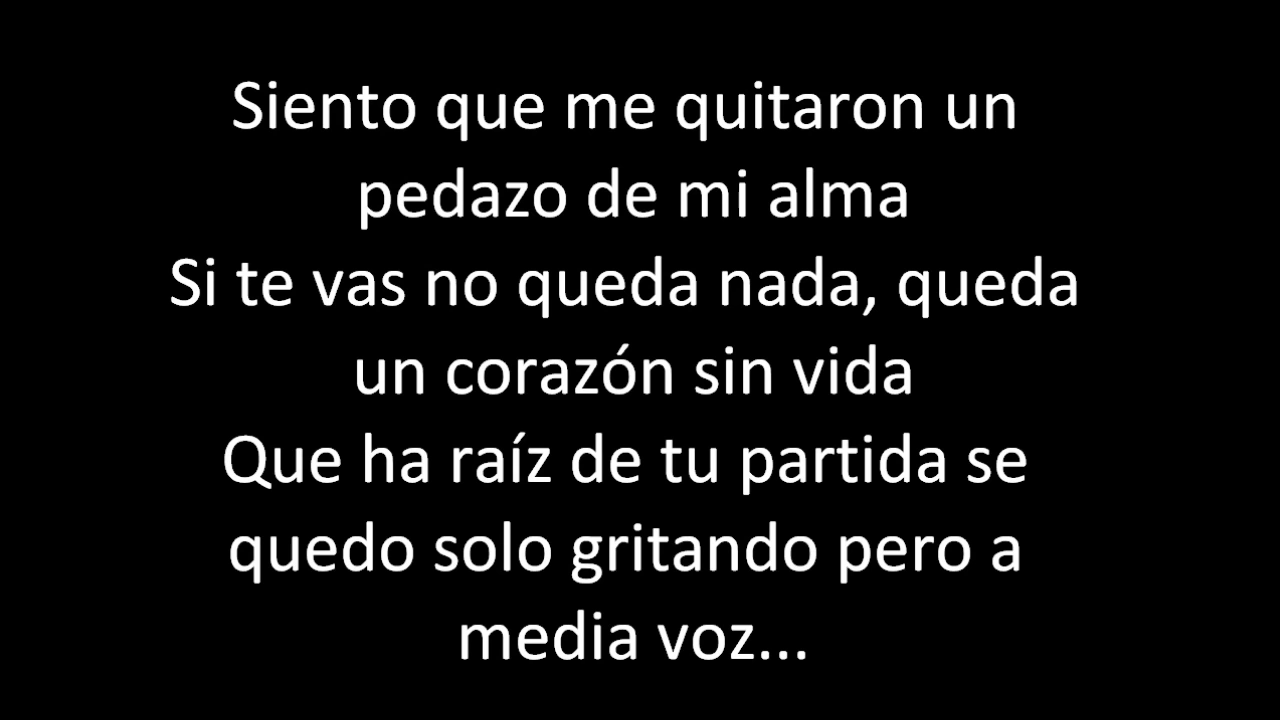 Siento que me quitaron un
pedazo de mi alma
Si te vas no queda nada, queda
un corazón sin vida
Que ha raíz de tu partida se
quedo solo gritando pero a
media voz...